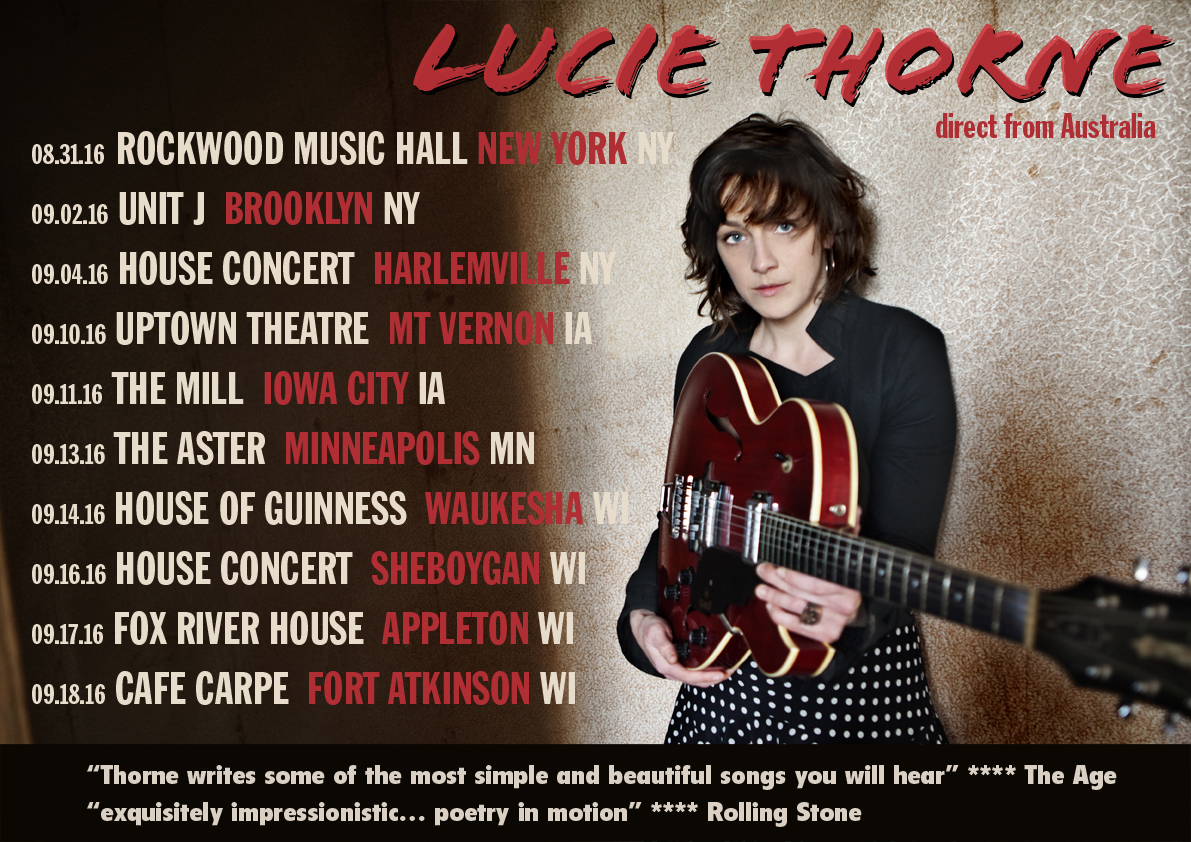 LUCIE THORNE
direct from Australia
08.31.16 ROCKWOOD MUSIC HALL NEW YORK NY
09.02.16 UNIT J BROOKLYN NY
09.04.16 HOUSE CONCERT HARLEMVILLE NY
09.10.16 UPTOWN THEATRE MT VERNON IA
09.11.16 THE MILL IOWA CITY IA
09.13.16 THE ASTER MINNEAPOLIS MN
09.14.16 HOUSE OF GUINNESS WAUKESHA WI
09.16.16 HOUSE CONCERT SHEBOYGAN WI
09.17.16 FOX RIVER HOUSE APPLETON WI
09.18.16 CAFE CARPE FORT ATKINSON WI
“Thorne writes some of the most simple and beautiful songs you will hear” **** The Age
“exquisitely impressionistic... poetry in motion” **** Rolling Stone